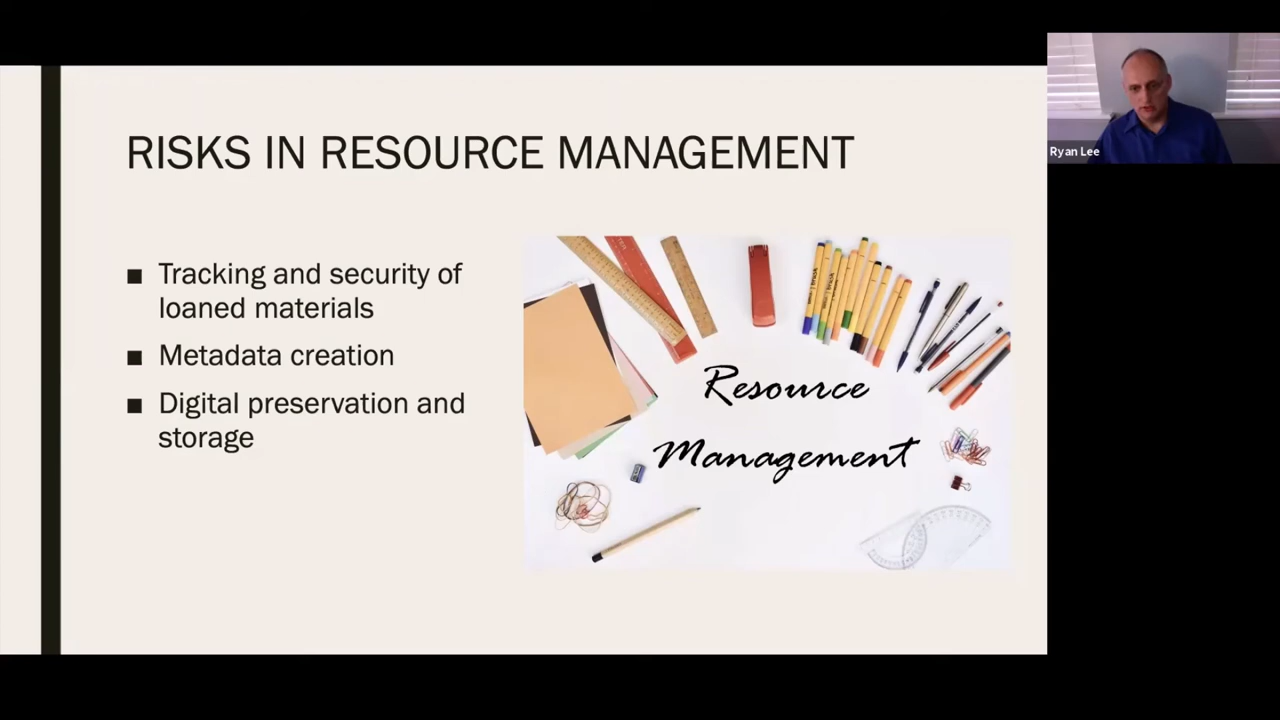 RISKS IN RESOURCE MANAGEMENT
■ Tracking and security of
loaned materials
■ Metadata creation
■ Digital preservation and
storage
Resource
Management
Ryan Lee